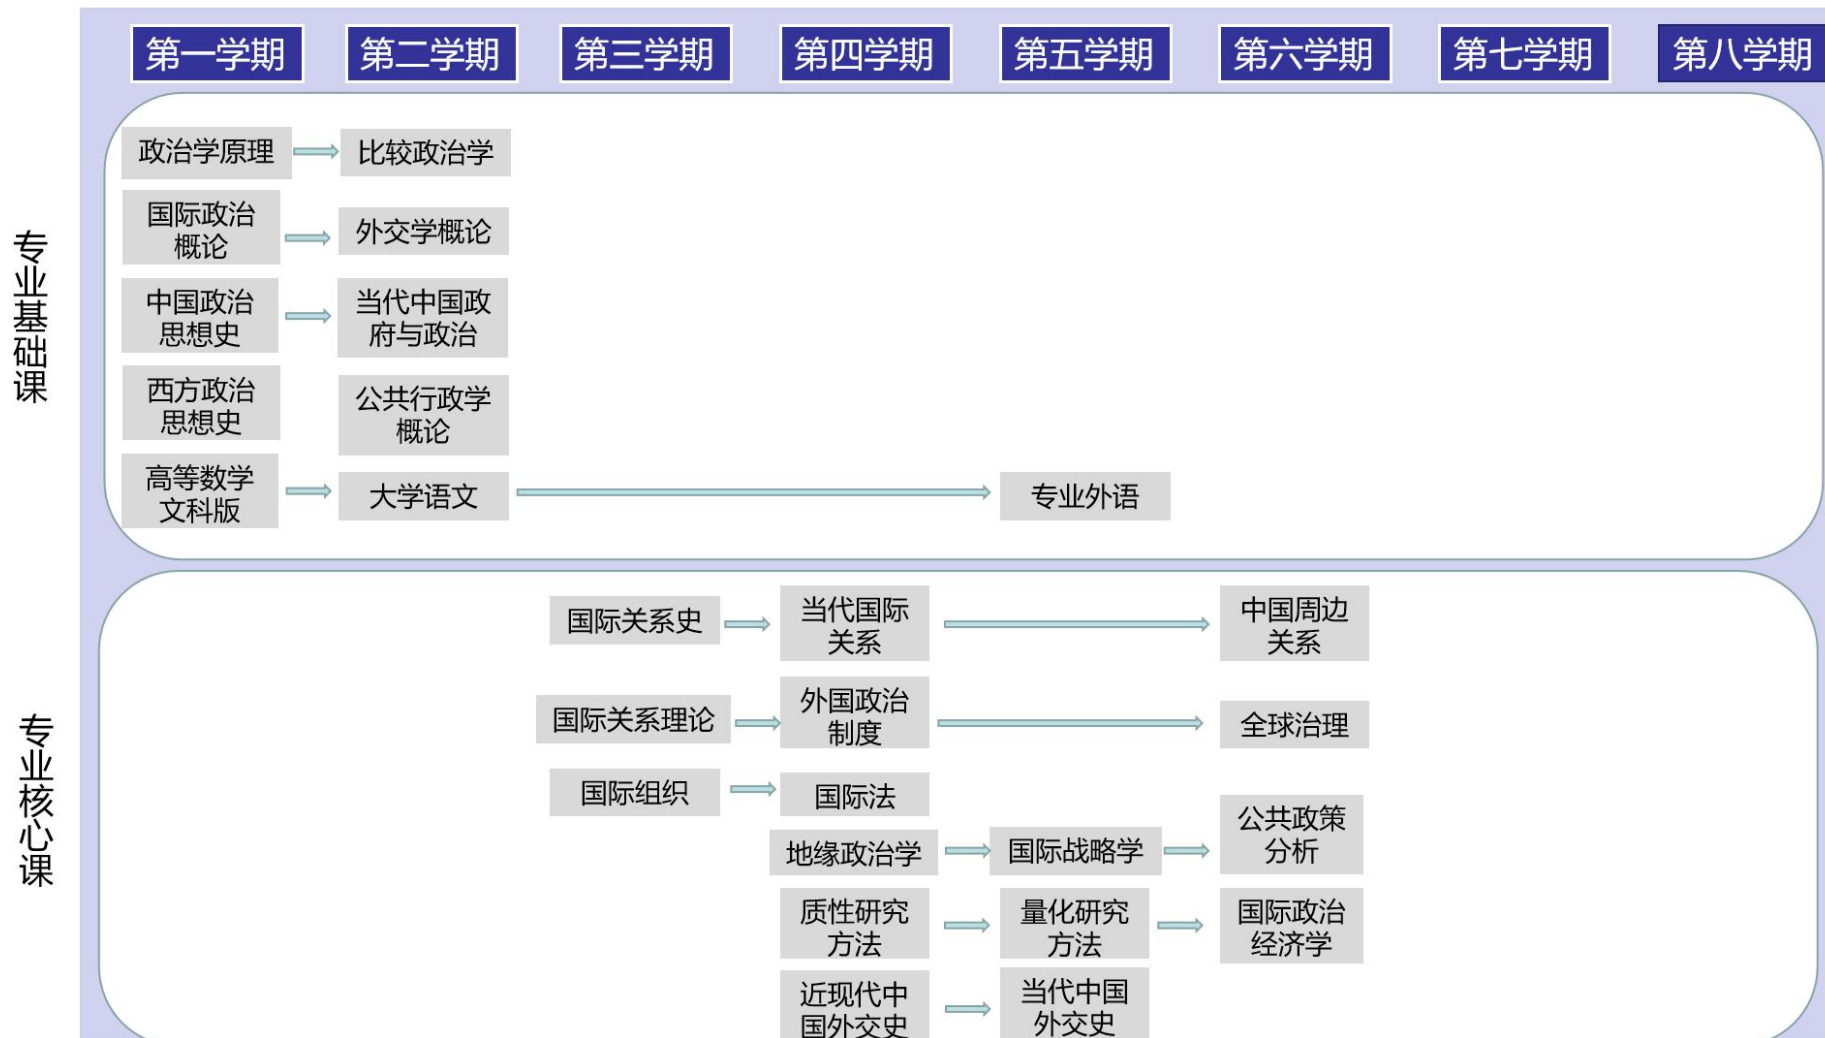 第一学期
第二学期
第三学期
第四学期
第五学期
第六学期
第七学期
第八学期
专业基础课
政治学原理
比较政治学
国际政治
概论
外交学概论
中国政治
思想史
当代中国政
府与政治
西方政治
思想史
公共行政学
概论
高等数学
文科版
大学语文
专业外语
专业核心课
国际关系史
当代国际
关系
中国周边
关系
国际关系理论
外国政治
制度
全球治理
国际组织
国际法
地缘政治学
国际战略学
公共政策
分析
质性研究
方法
量化研究
方法
国际政治
经济学
近现代中
国外交史
当代中国
外交史